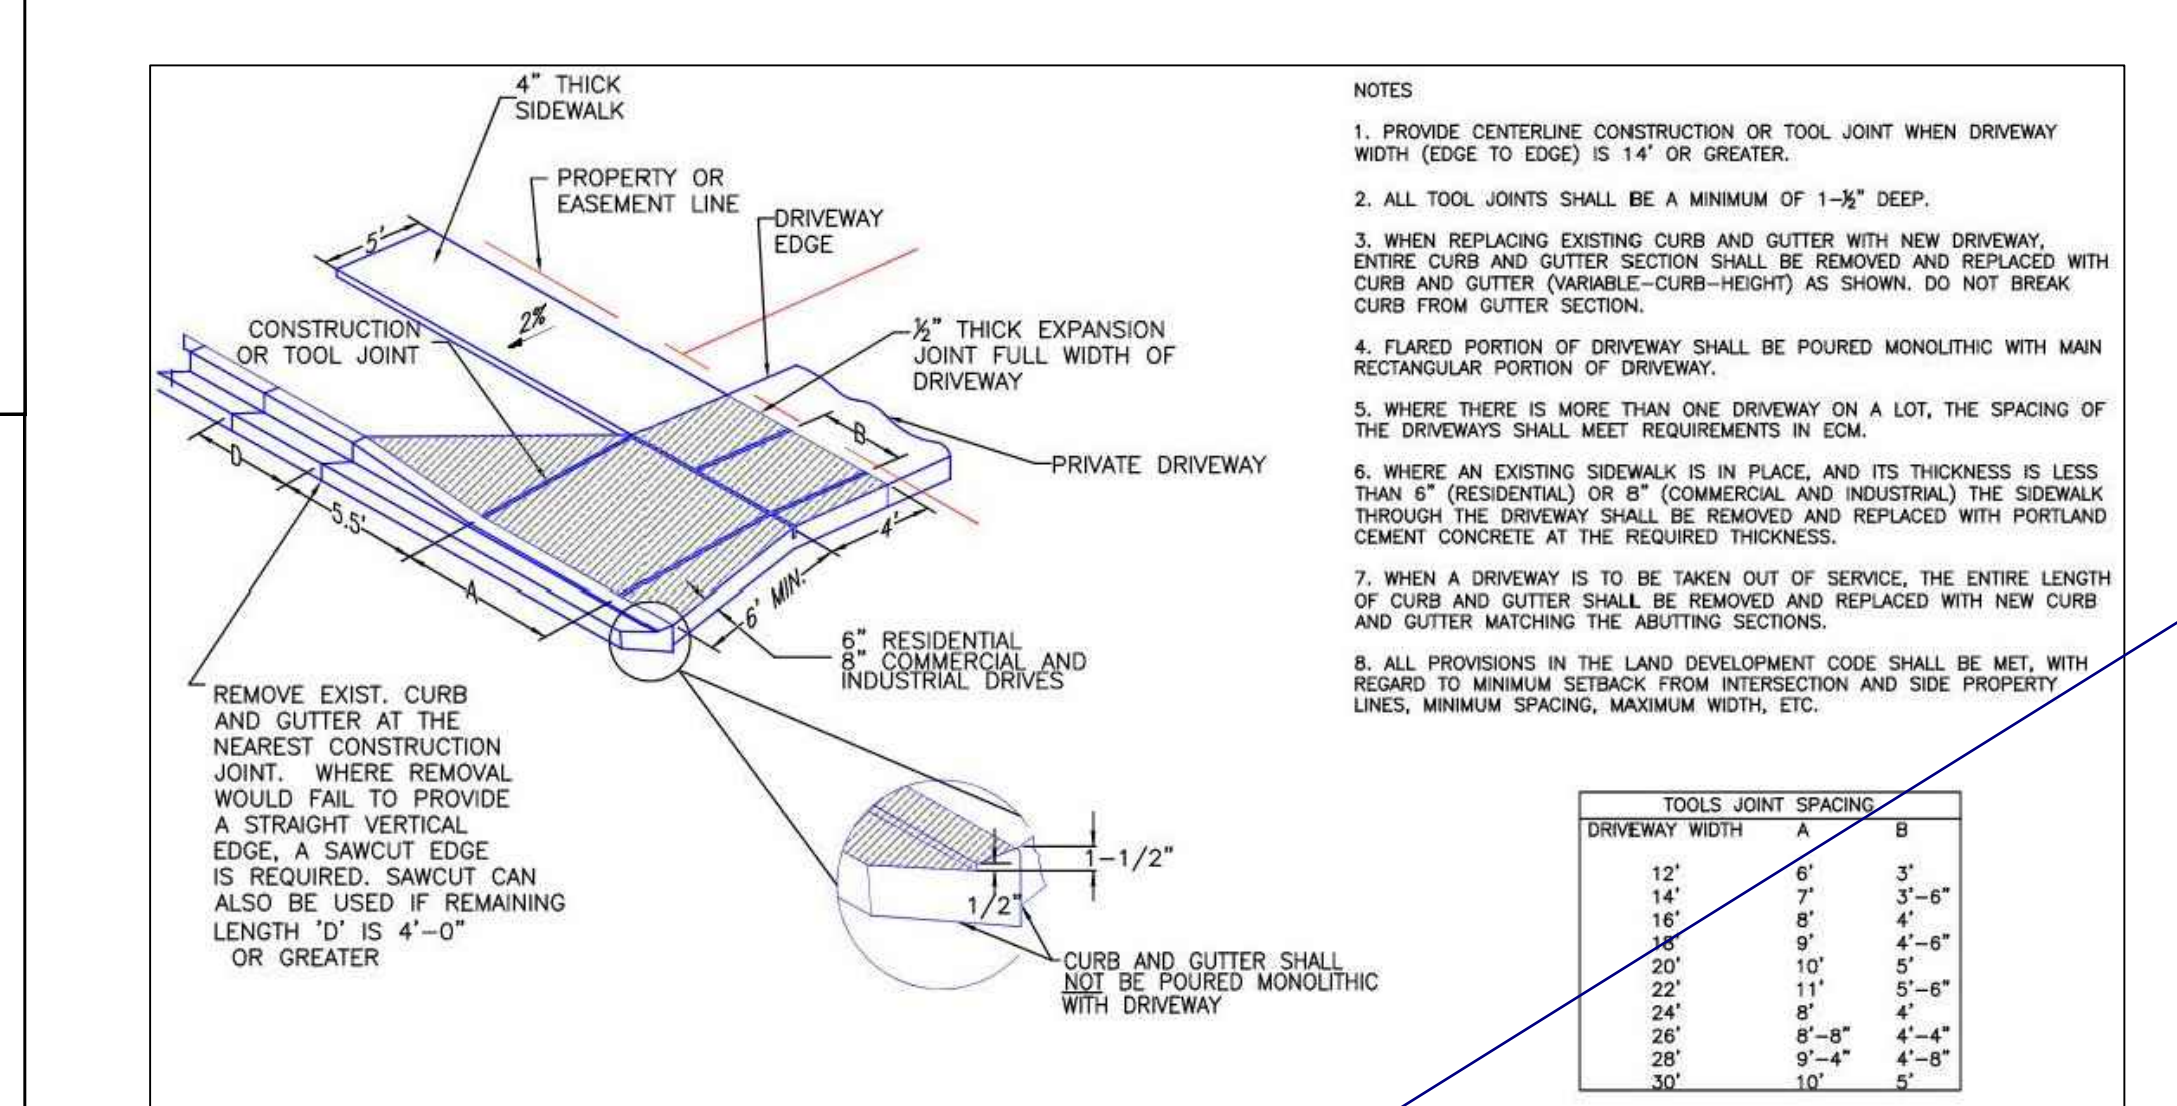 4" THICK
SIDEWALK
PROPERTY OR
EASEMENT LINE
DRIVEWAY
EDGE
5'
2%
CONSTRUCTION
OR TOOL JOINT
½" THICK EXPANSION
JOINT FULL WIDTH OF
DRIVEWAY
B
PRIVATE DRIVEWAY
D
5.5'
A
4'
6' MIN.
6" RESIDENTIAL
8" COMMERCIAL AND
INDUSTRIAL DRIVES
REMOVE EXIST. CURB
AND GUTTER AT THE
NEAREST CONSTRUCTION
JOINT. WHERE REMOVAL
WOULD FAIL TO PROVIDE
A STRAIGHT VERTICAL
EDGE, A SAWCUT EDGE
IS REQUIRED. SAWCUT CAN
ALSO BE USED IF REMAINING
LENGTH 'D' IS 4'-0"
OR GREATER
1-1/2"
1/2"
CURB AND GUTTER SHALL
NOT BE POURED MONOLITHIC
WITH DRIVEWAY
NOTES
1. PROVIDE CENTERLINE CONSTRUCTION OR TOOL JOINT WHEN DRIVEWAY
WIDTH (EDGE TO EDGE) IS 14' OR GREATER.
2. ALL TOOL JOINTS SHALL BE A MINIMUM OF 1-½" DEEP.
3. WHEN REPLACING EXISTING CURB AND GUTTER WITH NEW DRIVEWAY,
ENTIRE CURB AND GUTTER SECTION SHALL BE REMOVED AND REPLACED WITH
CURB AND GUTTER (VARIABLE-CURB-HEIGHT) AS SHOWN. DO NOT BREAK
CURB FROM GUTTER SECTION.
4. FLARED PORTION OF DRIVEWAY SHALL BE POURED MONOLITHIC WITH MAIN
RECTANGULAR PORTION OF DRIVEWAY.
5. WHERE THERE IS MORE THAN ONE DRIVEWAY ON A LOT, THE SPACING OF
THE DRIVEWAYS SHALL MEET REQUIREMENTS IN ECM.
6. WHERE AN EXISTING SIDEWALK IS IN PLACE, AND ITS THICKNESS IS LESS
THAN 6" (RESIDENTIAL) OR 8" (COMMERCIAL AND INDUSTRIAL) THE SIDEWALK
THROUGH THE DRIVEWAY SHALL BE REMOVED AND REPLACED WITH PORTLAND
CEMENT CONCRETE AT THE REQUIRED THICKNESS.
7. WHEN A DRIVEWAY IS TO BE TAKEN OUT OF SERVICE, THE ENTIRE LENGTH
OF CURB AND GUTTER SHALL BE REMOVED AND REPLACED WITH NEW CURB
AND GUTTER MATCHING THE ABUTTING SECTIONS.
8. ALL PROVISIONS IN THE LAND DEVELOPMENT CODE SHALL BE MET, WITH
REGARD TO MINIMUM SETBACK FROM INTERSECTION AND SIDE PROPERTY
LINES, MINIMUM SPACING, MAXIMUM WIDTH, ETC.
TOOLS JOINT SPACING
DRIVEWAY WIDTH A B
12' 6' 3'
14' 7' 3'-6"
16' 8' 4'
18' 9' 4'-6"
20' 10' 5'
22' 11' 5'-6"
24' 8' 4'
26' 8'-8" 4'-4"
28' 9'-4" 4'-8"
30' 10' 5'